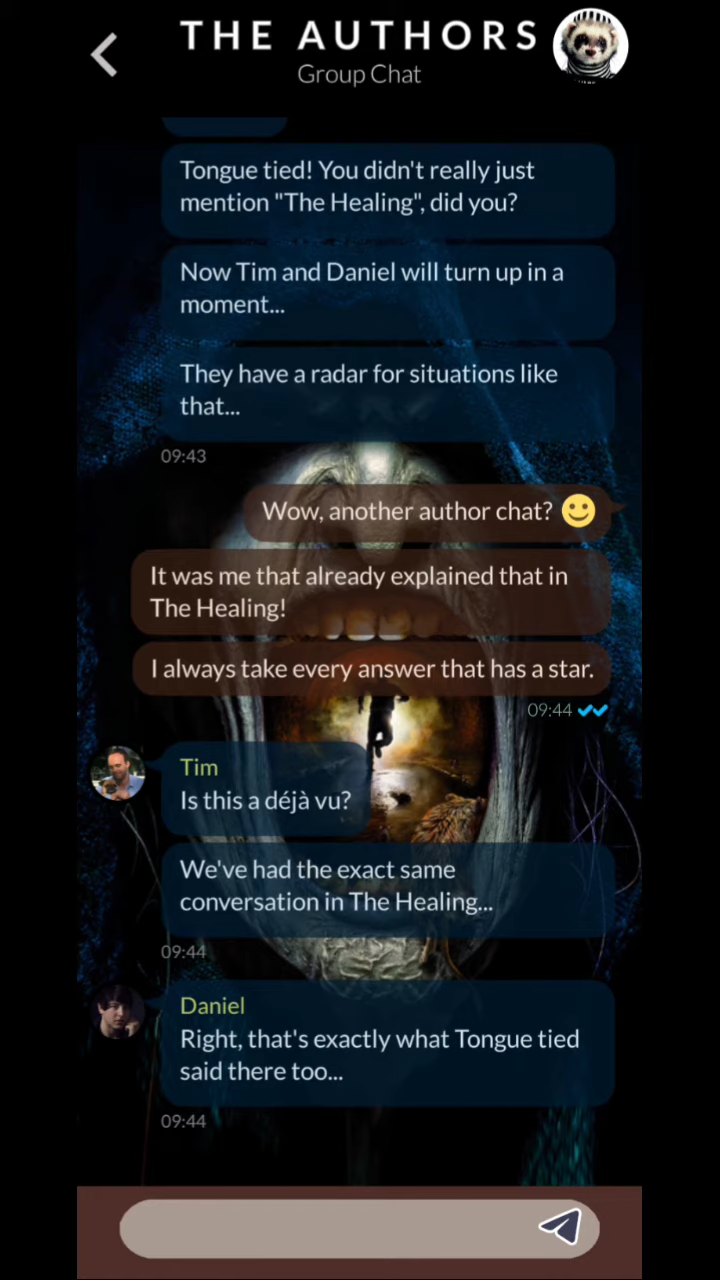 THE AUTHORS
Group Chat
Tongue tied! You didn't really just
mention "The Healing", did you?
Now Tim and Daniel will turn up in a
moment...
They have a radar for situations like
that...
09:43
Wow, another author chat? 🙂
It was me that already explained that in
The Healing!
I always take every answer that has a star.
09:44
Tim
Is this a déjà vu?
We've had the exact same
conversation in The Healing...
09:44
Daniel
Right, that's exactly what Tongue tied
said there too...
09:44